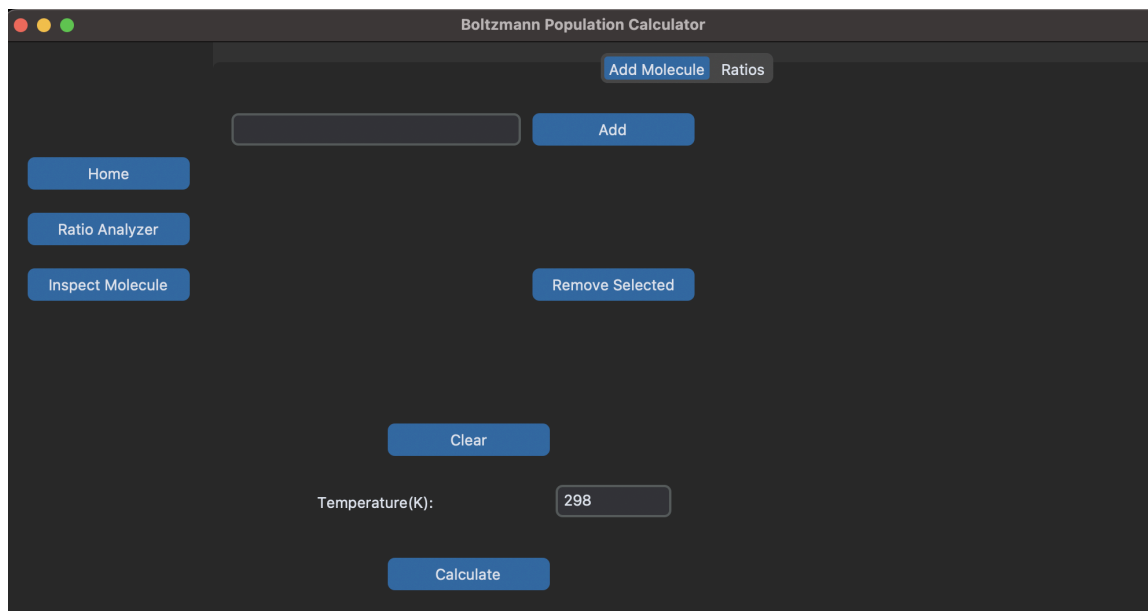 Boltzmann Population Calculator
Add Molecule Ratios
Add
Home
Ratio Analyzer
Inspect Molecule
Remove Selected
Clear
Temperature(K): 298
Calculate